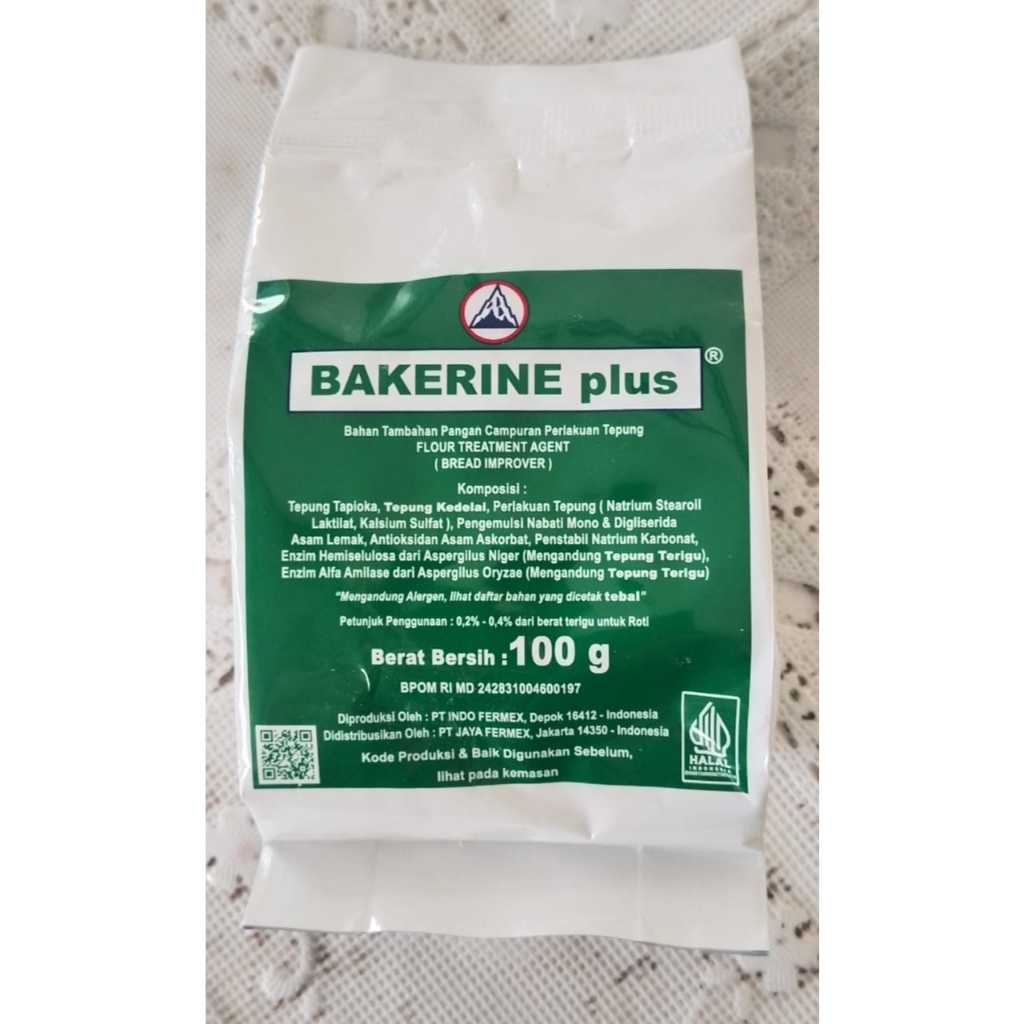 BAKERINE plus ®
Bahan Tambahan Pangan Campuran Perlakuan Tepung
FLOUR TREATMENT AGENT
( BREAD IMPROVER )
Komposisi :
Tepung Tapioka, Tepung Kedelai, Perlakuan Tepung ( Natrium Stearoil
Laktilat, Kalsium Sulfat ), Pengemulsi Nabati Mono & Digliserida
Asam Lemak, Antioksidan Asam Askorbat, Penstabil Natrium Karbonat,
Enzim Hemiselulosa dari Aspergilus Niger (Mengandung Tepung Terigu),
Enzim Alfa Amilase dari Aspergilus Oryzae (Mengandung Tepung Terigu)
"Mengandung Alergen, lihat daftar bahan yang dicetak tebal"
Petunjuk Penggunaan : 0,2% - 0,4% dari berat terigu untuk Roti
Berat Bersih : 100 g
BPOM RI MD 242831004600197
Diproduksi Oleh : PT INDO FERMEX, Depok 16412 - Indonesia
Didistribusikan Oleh : PT JAYA FERMEX, Jakarta 14350 - Indonesia
Kode Produksi & Baik Digunakan Sebelum,
lihat pada kemasan
HALAL
INDONESIA